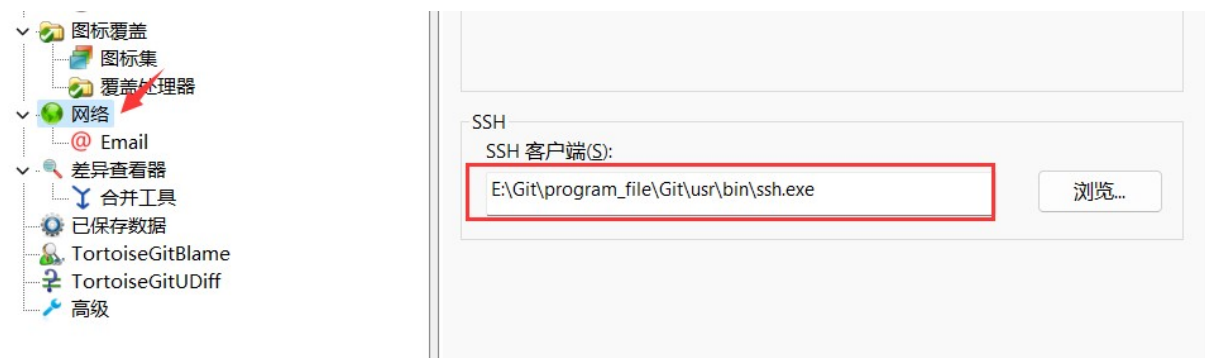 图标覆盖
图标集
覆盖处理器
网络
Email
差异查看器
合并工具
已保存数据
TortoiseGitBlame
TortoiseGitUDiff
高级
SSH
SSH 客户端(S):
E:\Git\program_file\Git\usr\bin\ssh.exe
浏览...